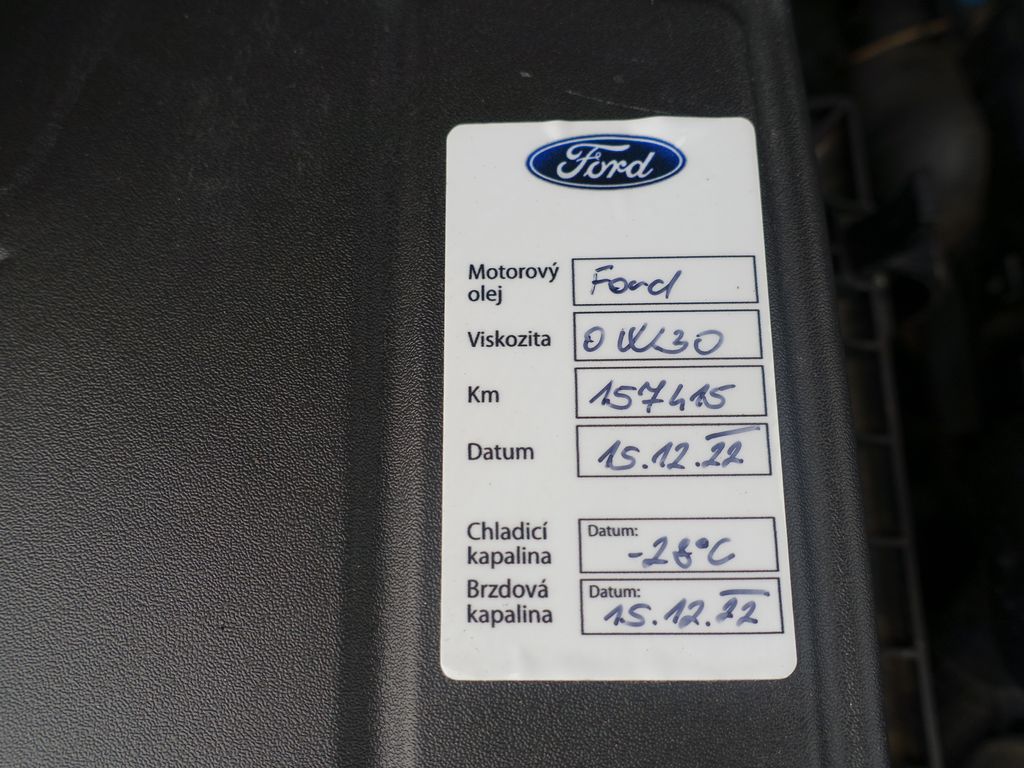 Ford
Motorový
olej
Ford
Viskozita
0W30
Km
157415
Datum
15.12.22
Chladicí
kapalina
Datum:
-28°C
Brzdová
kapalina
Datum:
15.12.22